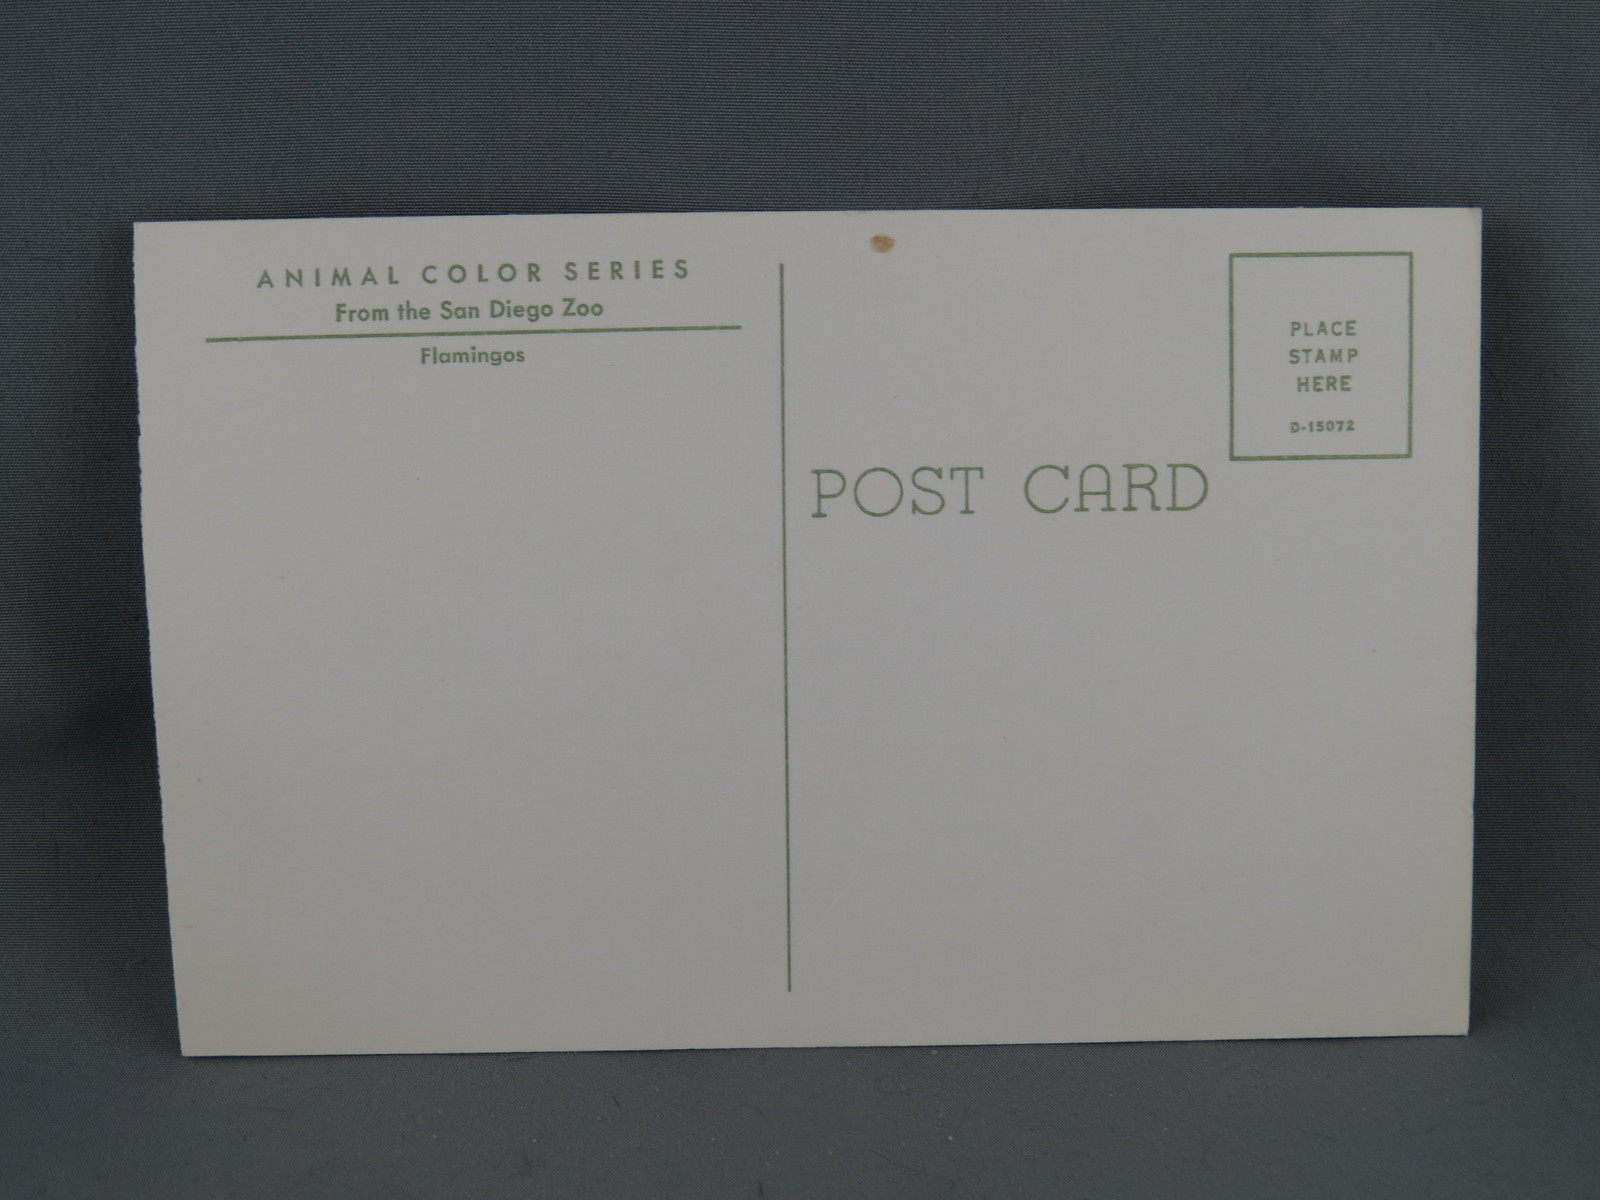 ANIMAL COLOR SERIES
From the San Diego Zoo
Flamingos
PLACE
STAMP
HERE
D-15072
POST CARD